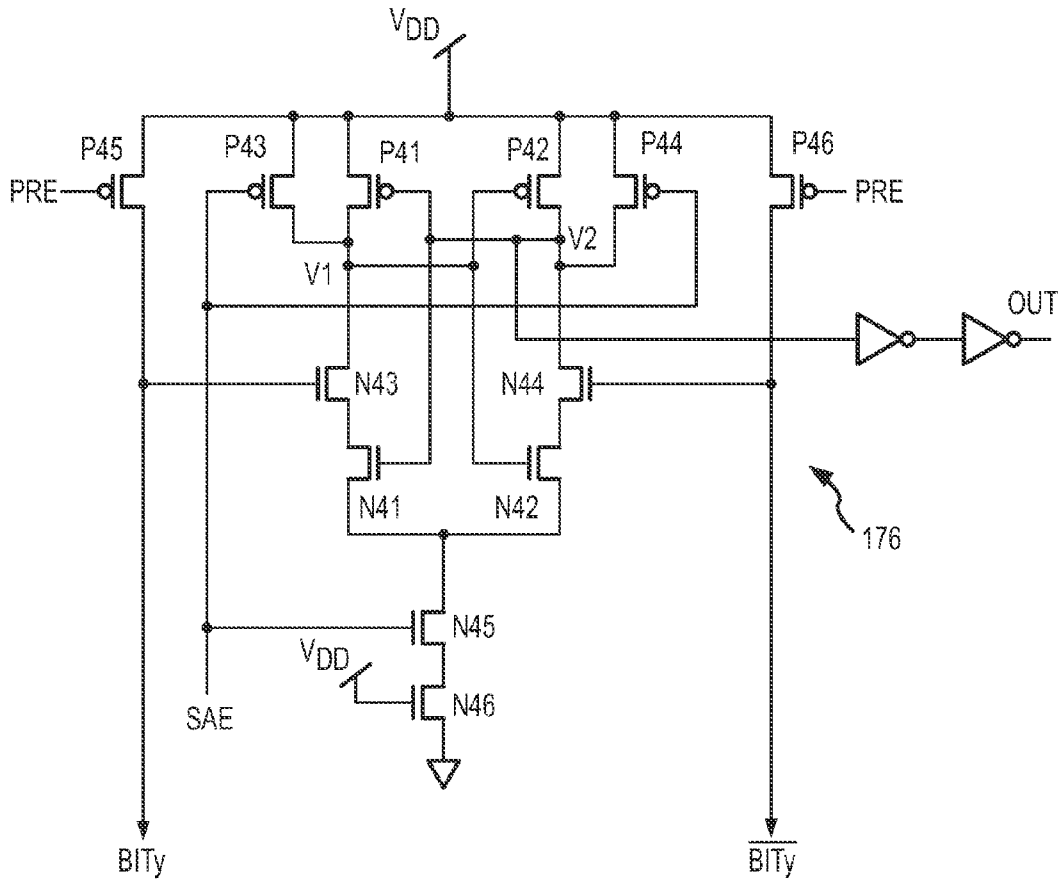 VDD
P45
P43
P41
P42
P44
P46
PRE
PRE
V1
V2
OUT
N43
N44
N41
N42
176
N45
VDD
N46
SAE
BITy
B̅I̅T̅y̅